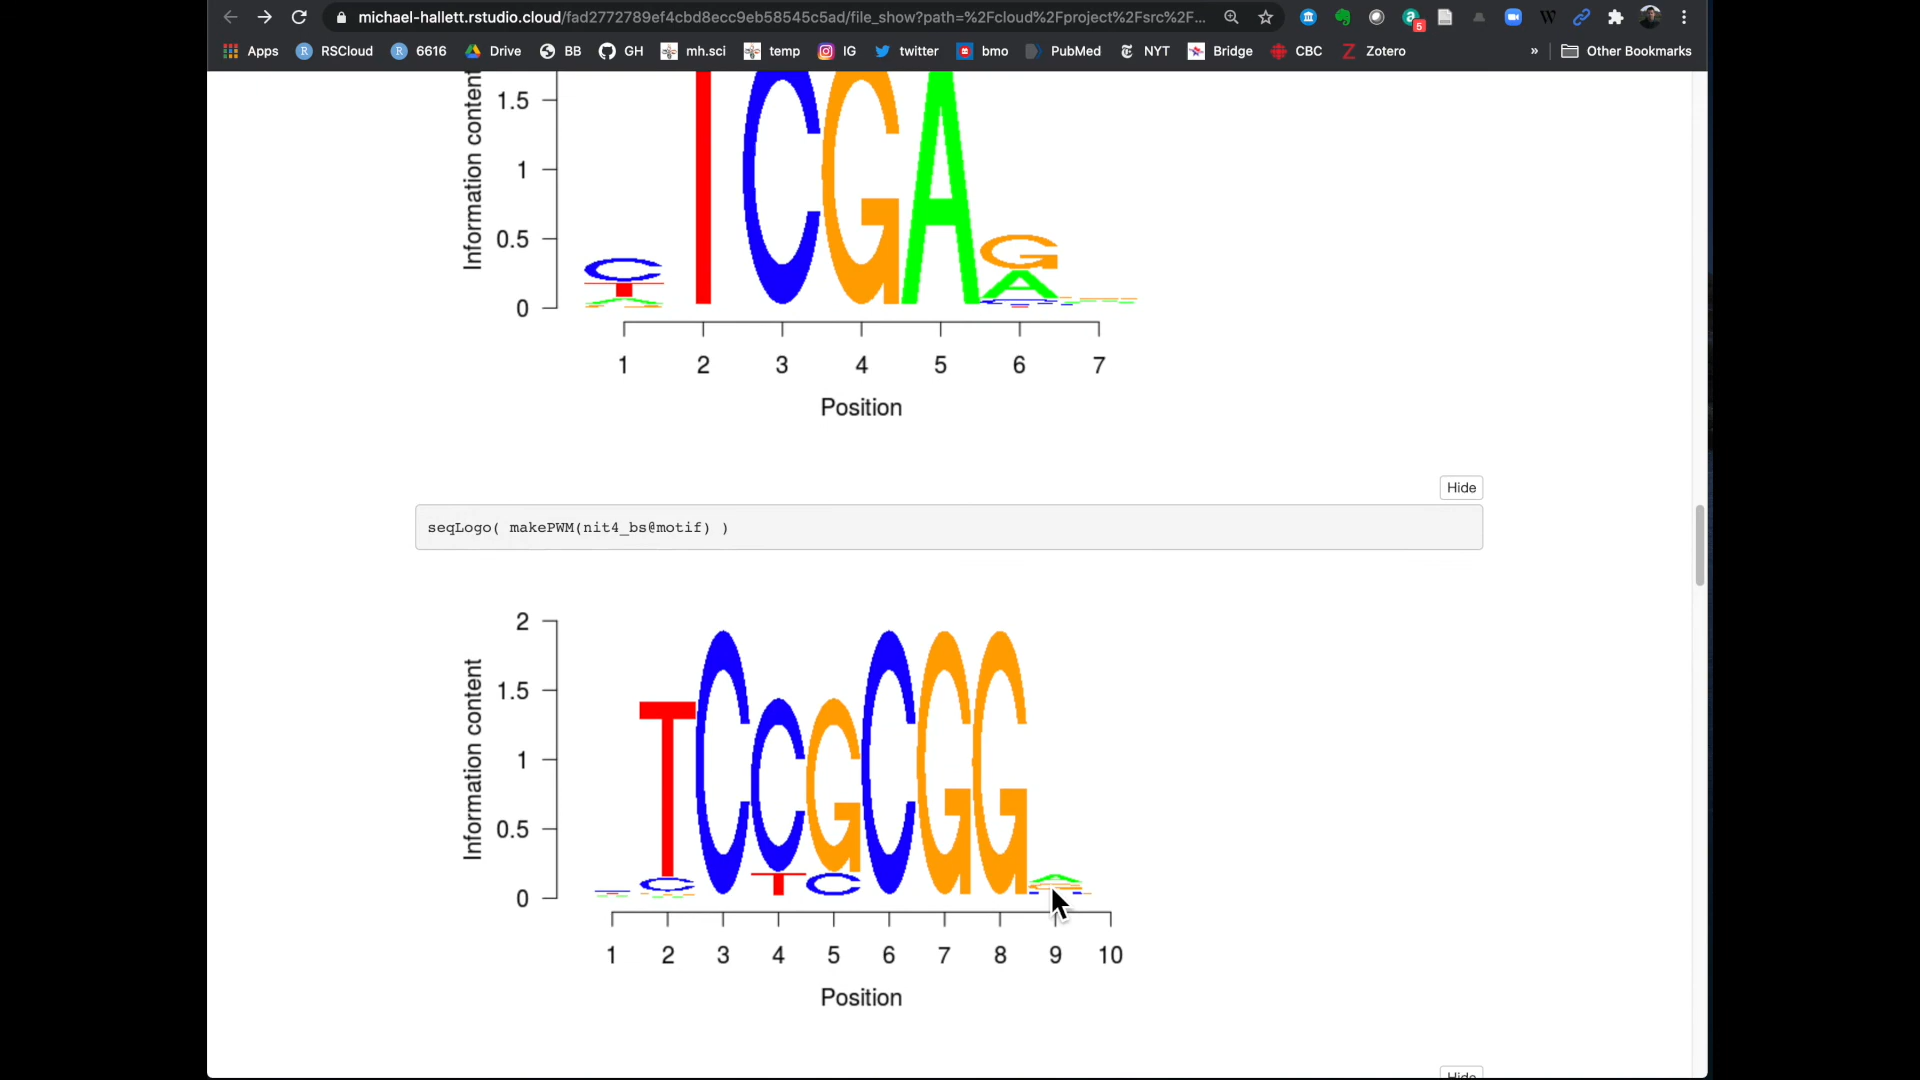 michael-hallett.rstudio.cloud/fad2772789ef4cbd8ecc9eb58545c5ad/file_show?path=%2Fcloud%2Fproject%2Fsrc%2F...
5
Apps RSCloud 6616 Drive BB GH mh.sci temp IG twitter bmo PubMed NYT Bridge CBC Zotero » Other Bookmarks
Information content
1.5
1
0.5
0
C T A G T C G A G A
1 2 3 4 5 6 7
Position
Hide
seqLogo( makePWM(nit4_bs@motif) )
Information content
2
1.5
1
0.5
0
T C C C T G C C G G A
1 2 3 4 5 6 7 8 9 10
Position
Hide